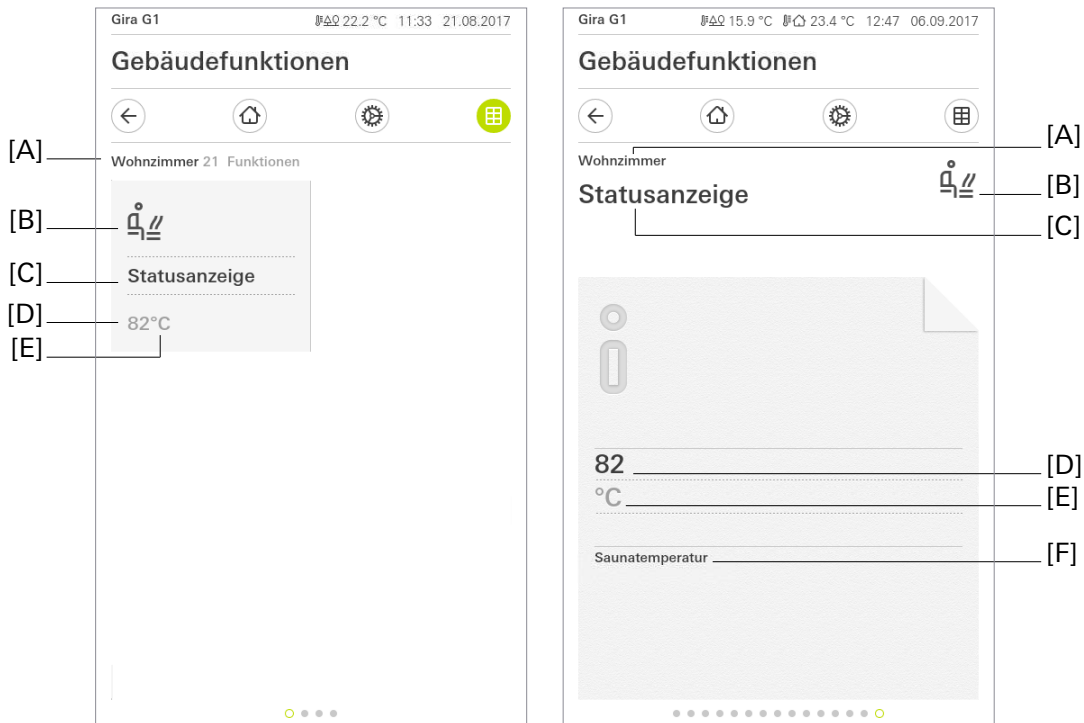 Gira G1 22.2 °C 11:33 21.08.2017
Gebäudefunktionen
Wohnzimmer 21 Funktionen
Statusanzeige
82°C
[A]
[B]
[C]
[D]
[E]
Gira G1 15.9 °C 23.4 °C 12:47 06.09.2017
Gebäudefunktionen
Wohnzimmer
Statusanzeige
82
°C
Saunatemperatur
[A]
[B]
[C]
[D]
[E]
[F]